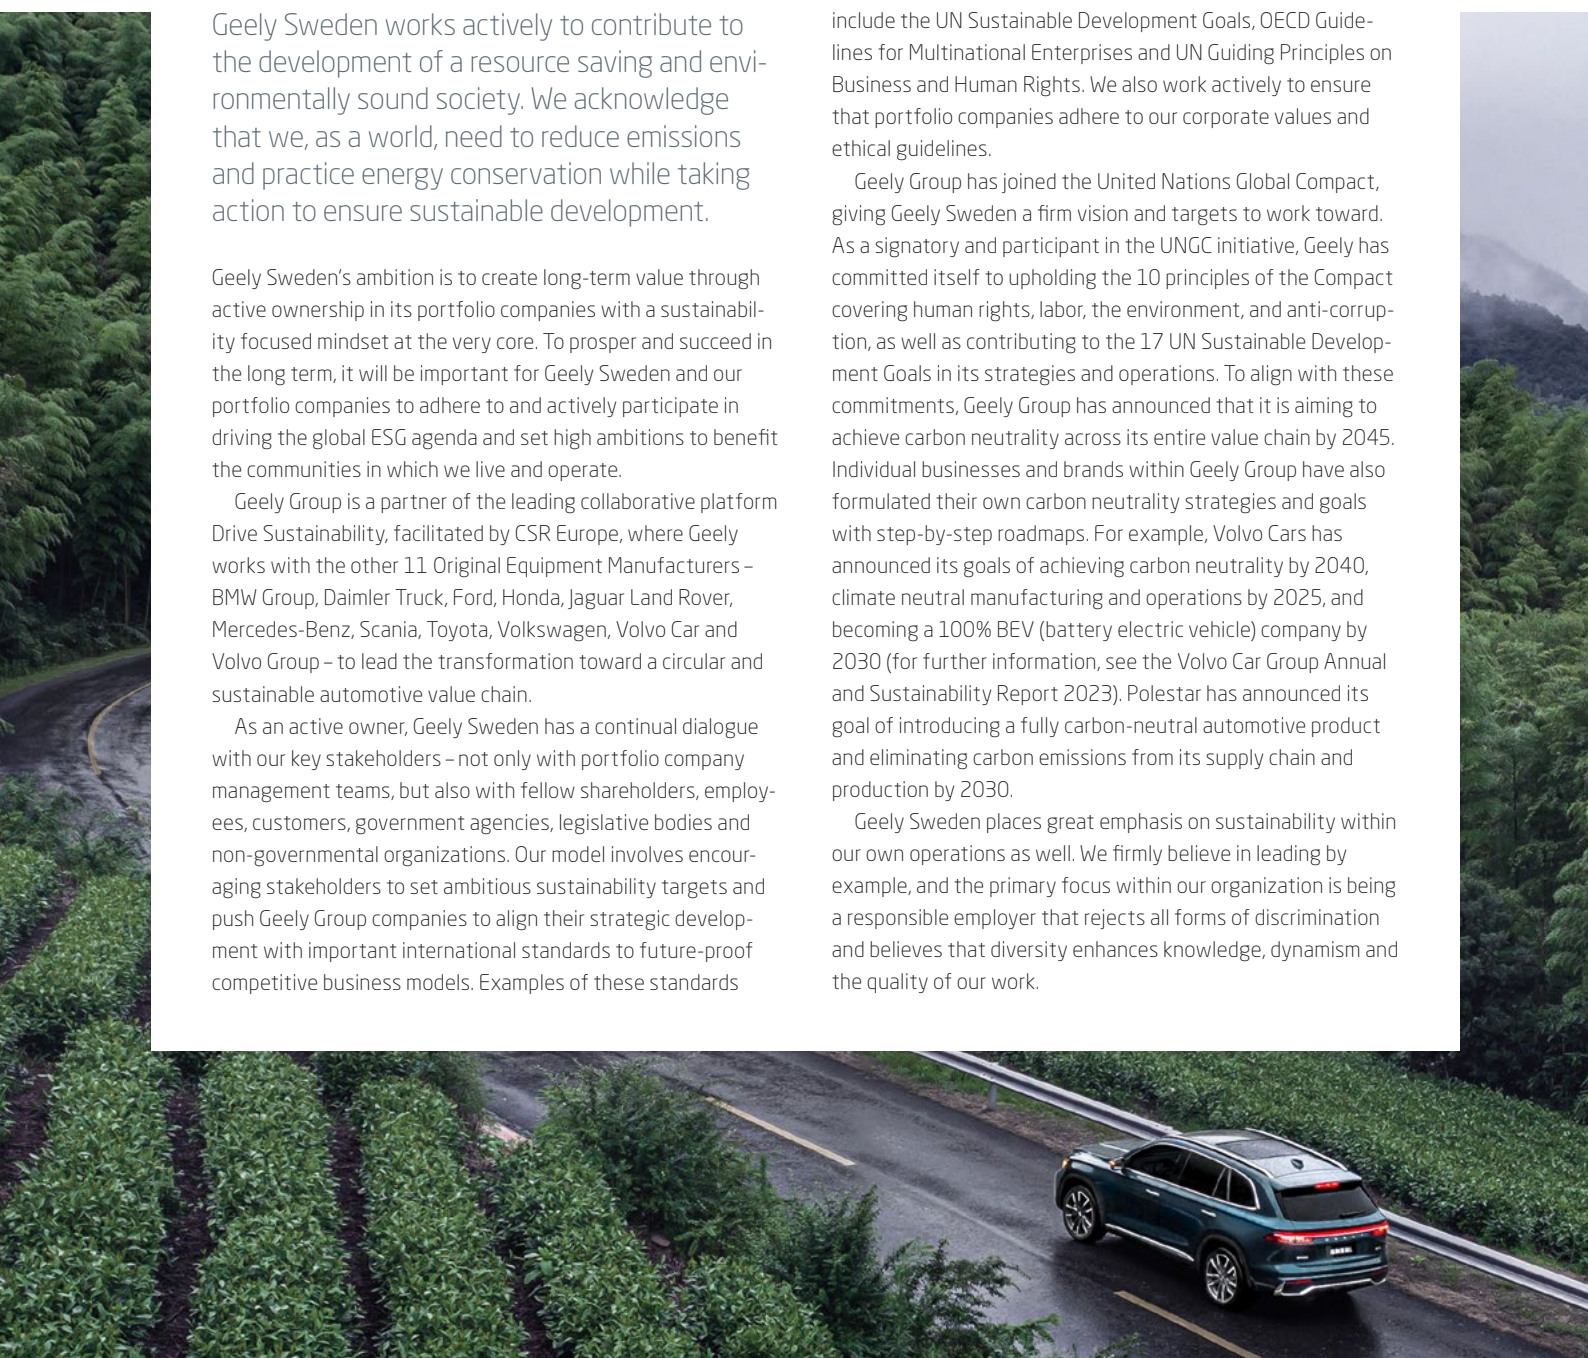 Geely Sweden works actively to contribute to
the development of a resource saving and envi-
ronmentally sound society. We acknowledge
that we, as a world, need to reduce emissions
and practice energy conservation while taking
action to ensure sustainable development.
Geely Sweden's ambition is to create long-term value through
active ownership in its portfolio companies with a sustainabil-
ity focused mindset at the very core. To prosper and succeed in
the long term, it will be important for Geely Sweden and our
portfolio companies to adhere to and actively participate in
driving the global ESG agenda and set high ambitions to benefit
the communities in which we live and operate.
Geely Group is a partner of the leading collaborative platform
Drive Sustainability, facilitated by CSR Europe, where Geely
works with the other 11 Original Equipment Manufacturers –
BMW Group, Daimler Truck, Ford, Honda, Jaguar Land Rover,
Mercedes-Benz, Scania, Toyota, Volkswagen, Volvo Car and
Volvo Group – to lead the transformation toward a circular and
sustainable automotive value chain.
As an active owner, Geely Sweden has a continual dialogue
with our key stakeholders – not only with portfolio company
management teams, but also with fellow shareholders, employ-
ees, customers, government agencies, legislative bodies and
non-governmental organizations. Our model involves encour-
aging stakeholders to set ambitious sustainability targets and
push Geely Group companies to align their strategic develop-
ment with important international standards to future-proof
competitive business models. Examples of these standards
include the UN Sustainable Development Goals, OECD Guide-
lines for Multinational Enterprises and UN Guiding Principles on
Business and Human Rights. We also work actively to ensure
that portfolio companies adhere to our corporate values and
ethical guidelines.
Geely Group has joined the United Nations Global Compact,
giving Geely Sweden a firm vision and targets to work toward.
As a signatory and participant in the UNGC initiative, Geely has
committed itself to upholding the 10 principles of the Compact
covering human rights, labor, the environment, and anti-corrup-
tion, as well as contributing to the 17 UN Sustainable Develop-
ment Goals in its strategies and operations. To align with these
commitments, Geely Group has announced that it is aiming to
achieve carbon neutrality across its entire value chain by 2045.
Individual businesses and brands within Geely Group have also
formulated their own carbon neutrality strategies and goals
with step-by-step roadmaps. For example, Volvo Cars has
announced its goals of achieving carbon neutrality by 2040,
climate neutral manufacturing and operations by 2025, and
becoming a 100% BEV (battery electric vehicle) company by
2030 (for further information, see the Volvo Car Group Annual
and Sustainability Report 2023). Polestar has announced its
goal of introducing a fully carbon-neutral automotive product
and eliminating carbon emissions from its supply chain and
production by 2030.
Geely Sweden places great emphasis on sustainability within
our own operations as well. We firmly believe in leading by
example, and the primary focus within our organization is being
a responsible employer that rejects all forms of discrimination
and believes that diversity enhances knowledge, dynamism and
the quality of our work.